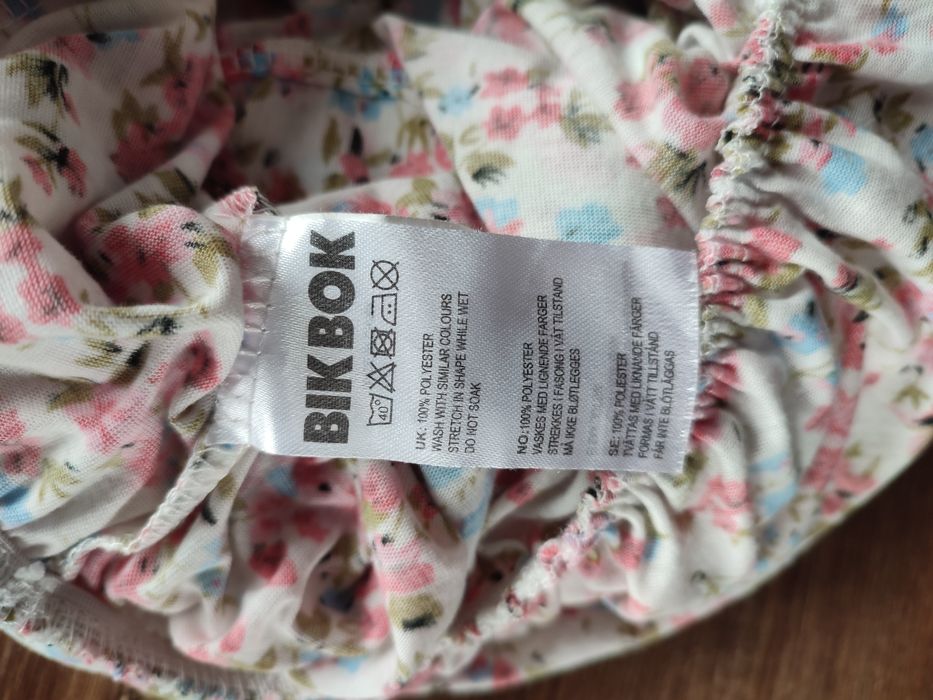 BIK BOK
40°
UK: 100% POLYESTER
WASH WITH SIMILAR COLOURS
STRETCH IN SHAPE WHILE WET
DO NOT SOAK
NO.:100% POLYESTER
VASKES MED LIGNENDE FARGER
STREKKES I FASONG I VÅT TILSTAND
MÅ IKKE BLØTLEGGES
SE: 100% POLIESTER
TVÄTTAS MED LIKNANDE FÄRGER
FORMAS I VÅTT TILLSTÅND
FÅR INTE BLÖTLÄGGAS